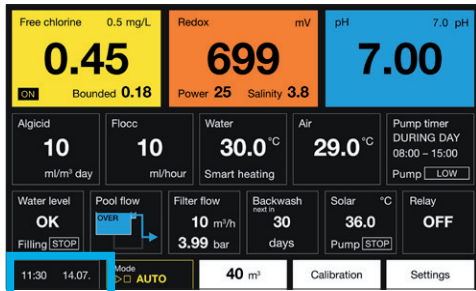 Free chlorine 0.5 mg/L
0.45
ON Bounded 0.18
Redox mV
699
Power 25 Salinity 3.8
pH 7.0 pH
7.00
Algicid
10
ml/m³ day
Flocc
10
ml/hour
Water
30.0°C
Smart heating
Air
29.0°C
Pump timer
DURING DAY
08:00 – 15:00
Pump LOW
Water level
OK
Filling STOP
Pool flow
OVER
Filter flow
10 m³/h
3.99 bar
Backwash
next in
30
days
Solar °C
36.0
Pump STOP
Relay
OFF
11:30 14.07.
Mode
AUTO
40 m³
Calibration
Settings